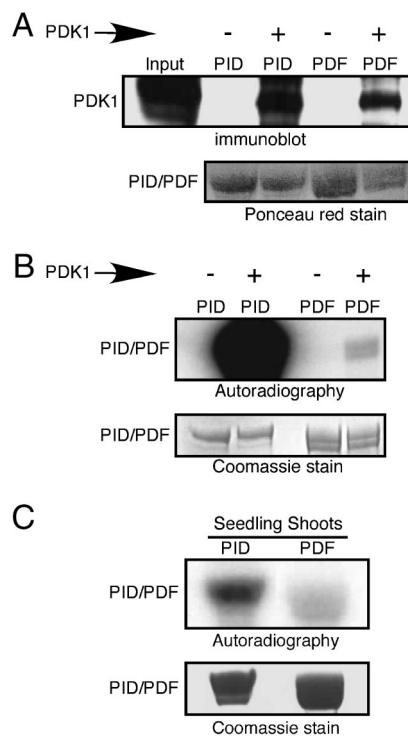 A
PDK1 - + - +
Input PID PID PDF PDF
PDK1
immunoblot
PID/PDF
Ponceau red stain
B
PDK1 - + - +
PID PID PDF PDF
PID/PDF
Autoradiography
PID/PDF
Coomassie stain
C
Seedling Shoots
PID PDF
PID/PDF
Autoradiography
PID/PDF
Coomassie stain